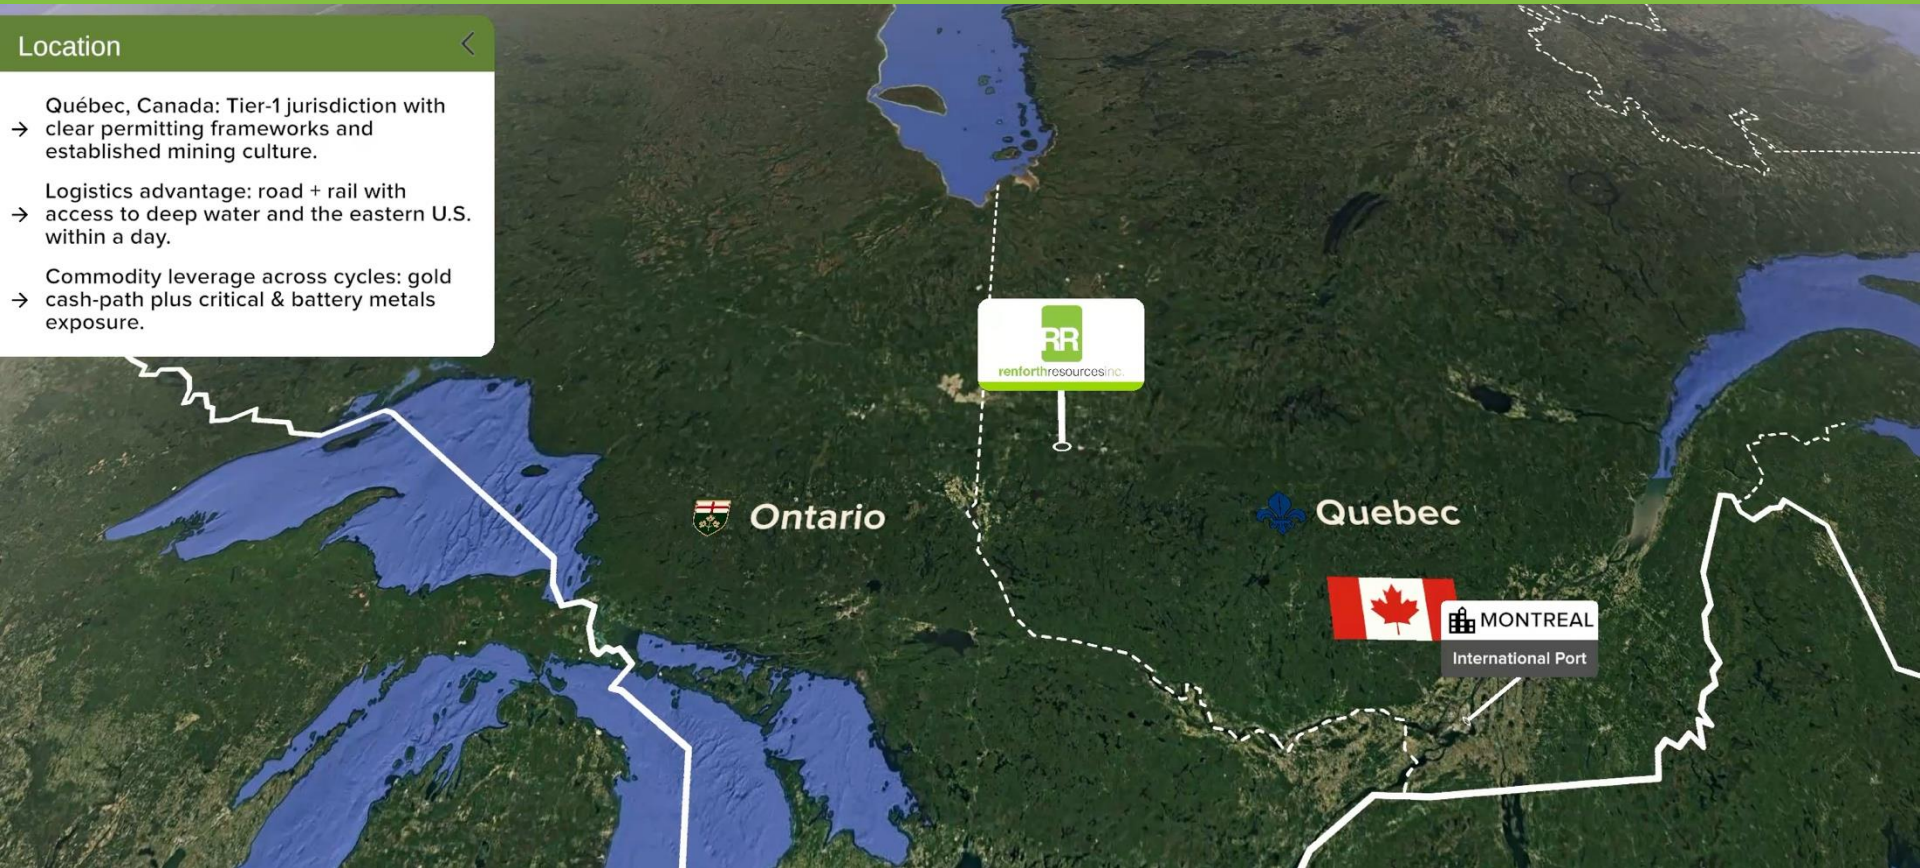 Location
Québec, Canada: Tier-1 jurisdiction with
→ clear permitting frameworks and
established mining culture.
Logistics advantage: road + rail with
→ access to deep water and the eastern U.S.
within a day.
Commodity leverage across cycles: gold
→ cash-path plus critical & battery metals
exposure.
RR
renforthresourcesinc.
Ontario
Quebec
MONTREAL
International Port